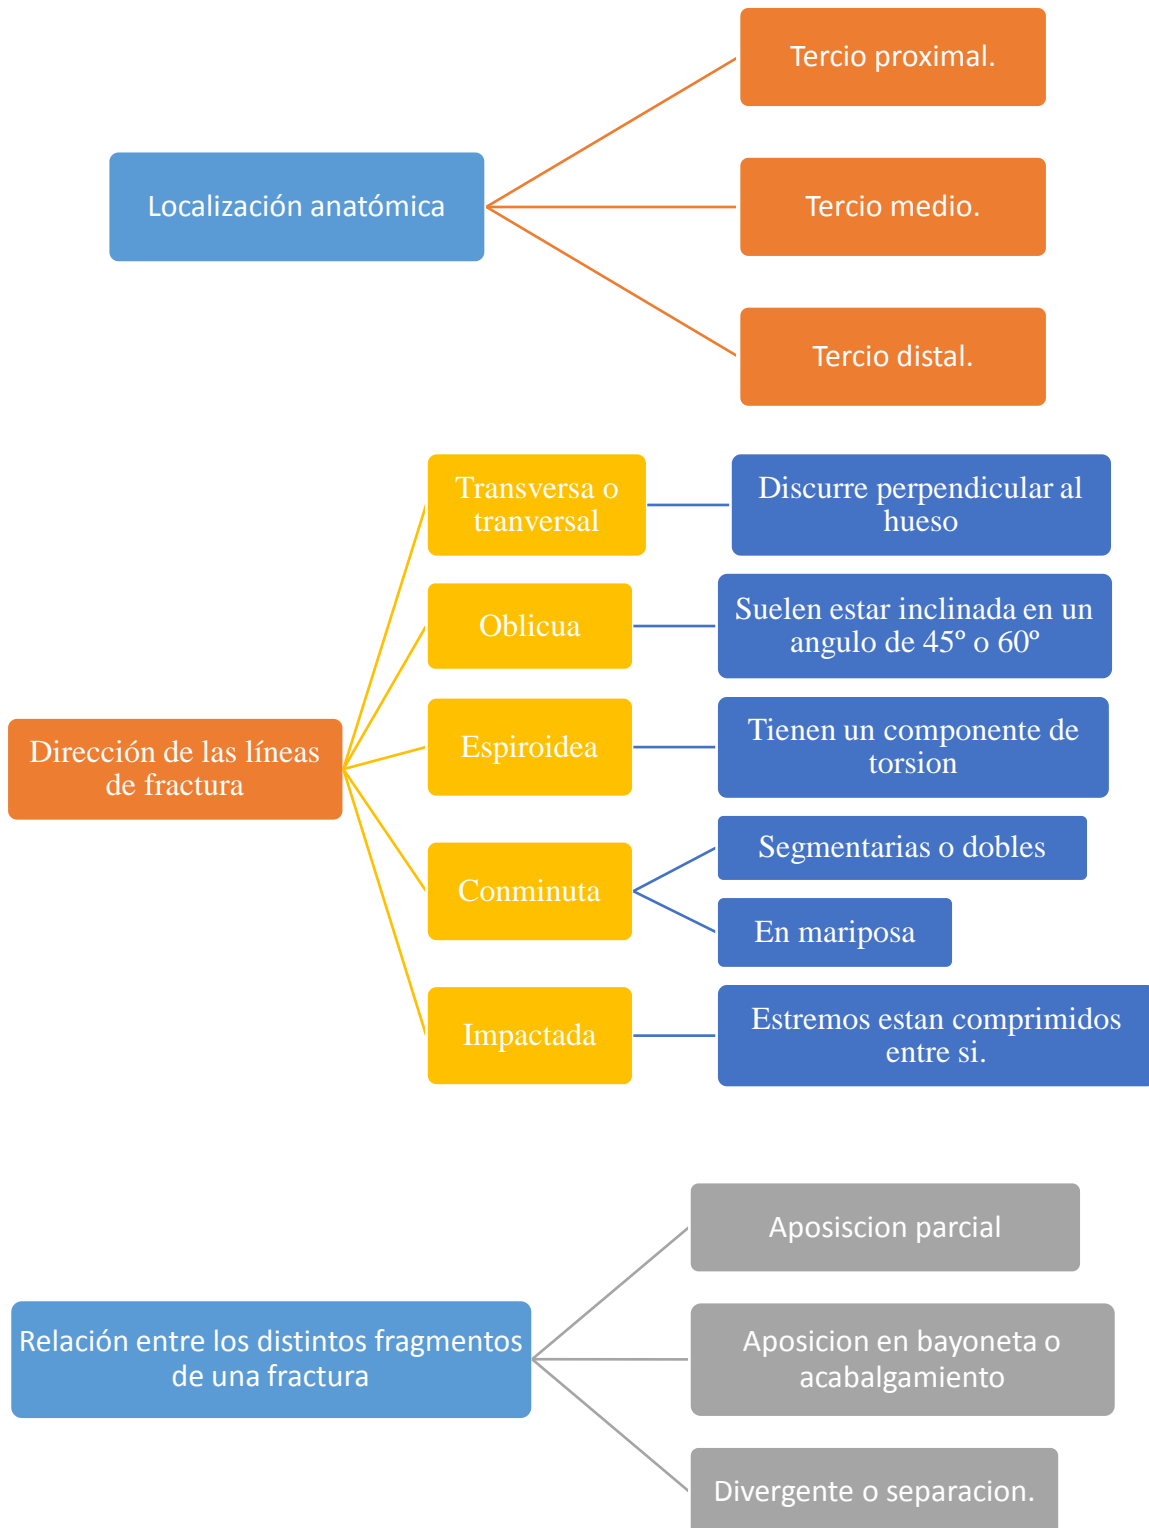 Localización anatómica
Tercio proximal.
Tercio medio.
Tercio distal.
Dirección de las líneas
de fractura
Transversa o
tranversal
Discurre perpendicular al
hueso
Oblicua
Suelen estar inclinada en un
angulo de 45º o 60º
Espiroidea
Tienen un componente de
torsion
Conminuta
Segmentarias o dobles
En mariposa
Impactada
Estremos estan comprimidos
entre si.
Relación entre los distintos fragmentos
de una fractura
Aposiscion parcial
Aposicion en bayoneta o
acabalgamiento
Divergente o separacion.